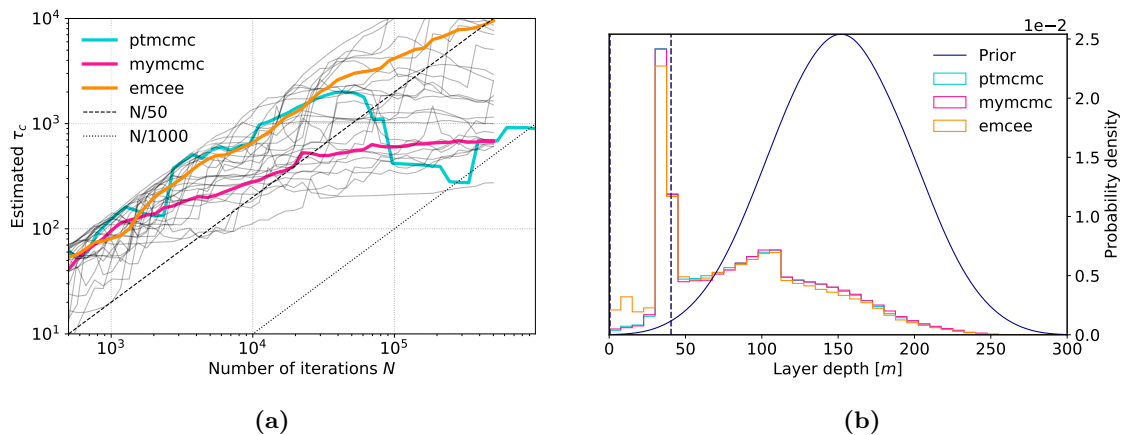 10^4
10^3
10^2
10^1
Estimated τ_c
ptmcmc
mymcmc
emcee
N/50
N/1000
10^3
10^4
10^5
Number of iterations N
(a)
1e−2
2.5
2.0
1.5
1.0
0.5
0.0
Probability density
Prior
ptmcmc
mymcmc
emcee
0
50
100
150
200
250
300
Layer depth [m]
(b)